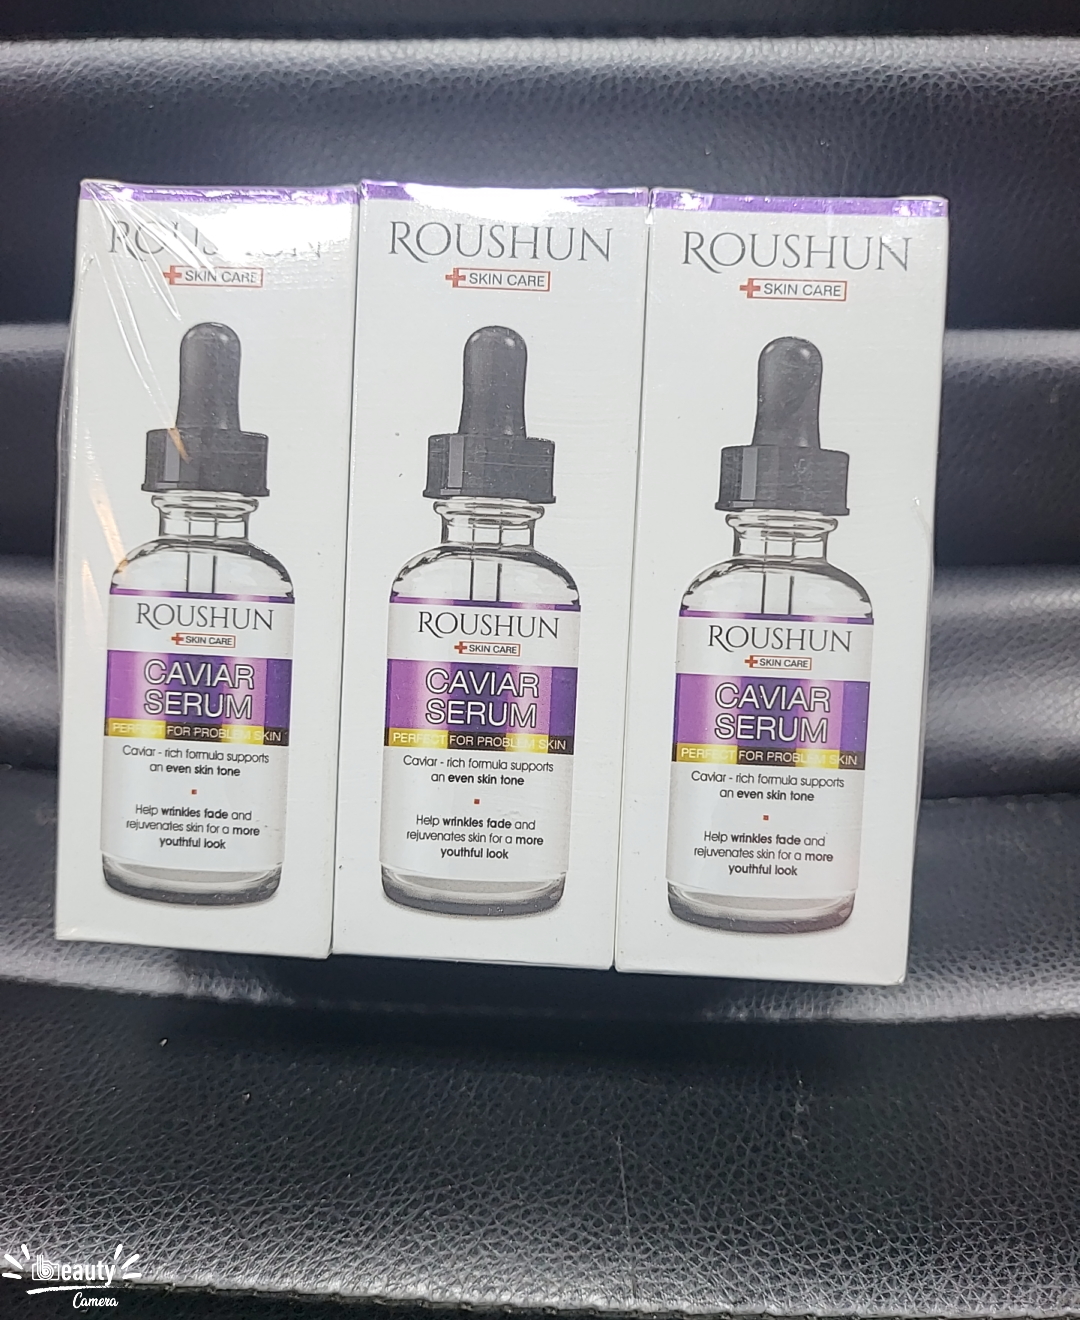 ROUSHUN
SKIN CARE
ROUSHUN
SKIN CARE
CAVIAR
SERUM
PERFECT FOR PROBLEM SKIN
Caviar - rich formula supports
an even skin tone
Help wrinkles fade and
rejuvenates skin for a more
youthful look
ROUSHUN
SKIN CARE
ROUSHUN
SKIN CARE
CAVIAR
SERUM
PERFECT FOR PROBLEM SKIN
Caviar - rich formula supports
an even skin tone
Help wrinkles fade and
rejuvenates skin for a more
youthful look
ROUSHUN
SKIN CARE
ROUSHUN
SKIN CARE
CAVIAR
SERUM
PERFECT FOR PROBLEM SKIN
Caviar - rich formula supports
an even skin tone
Help wrinkles fade and
rejuvenates skin for a more
youthful look
beauty
Camera